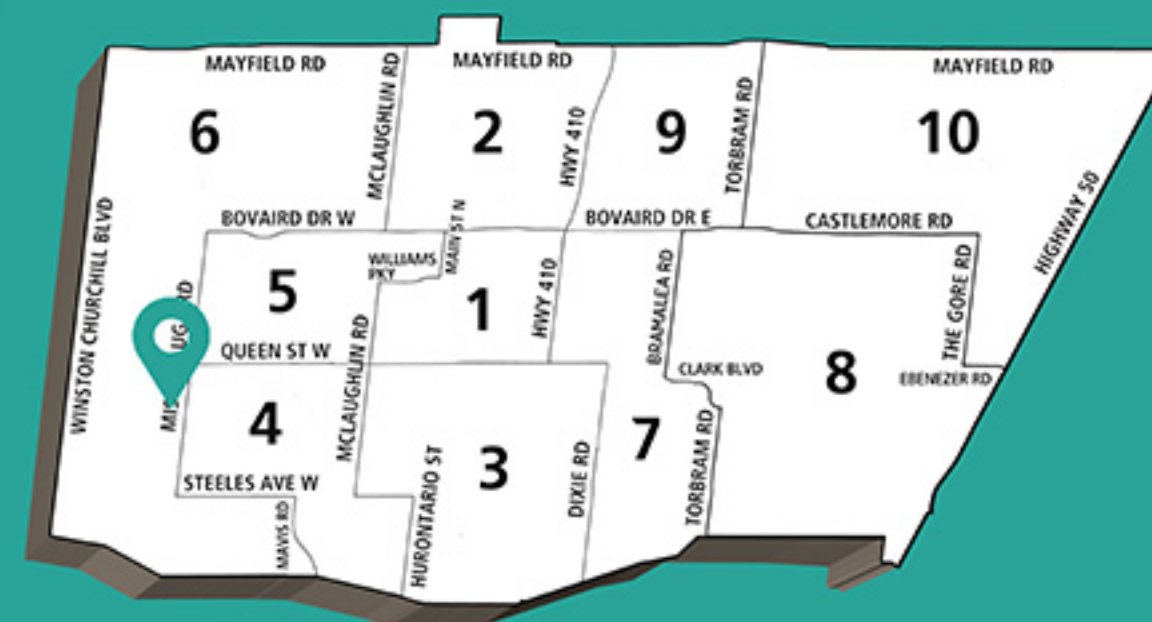 MAYFIELD RD
MAYFIELD RD
MAYFIELD RD
6
MCLAUGHLIN RD
2
HWY 410
9
TORBRAM RD
10
HIGHWAY 50
WINSTON CHURCHILL BLVD
BOVAIRD DR W
MAIN ST N
BOVAIRD DR E
CASTLEMORE RD
WILLIAMS
PKY
5
1
HWY 410
BRAMALEA RD
THE GORE RD
RD
QUEEN ST W
MCLAUGHLIN RD
CLARK BLVD
8
EBENEZER RD
4
3
DIXIE RD
7
TORBRAM RD
STEELES AVE W
MAVIS RD
HURONTARIO ST